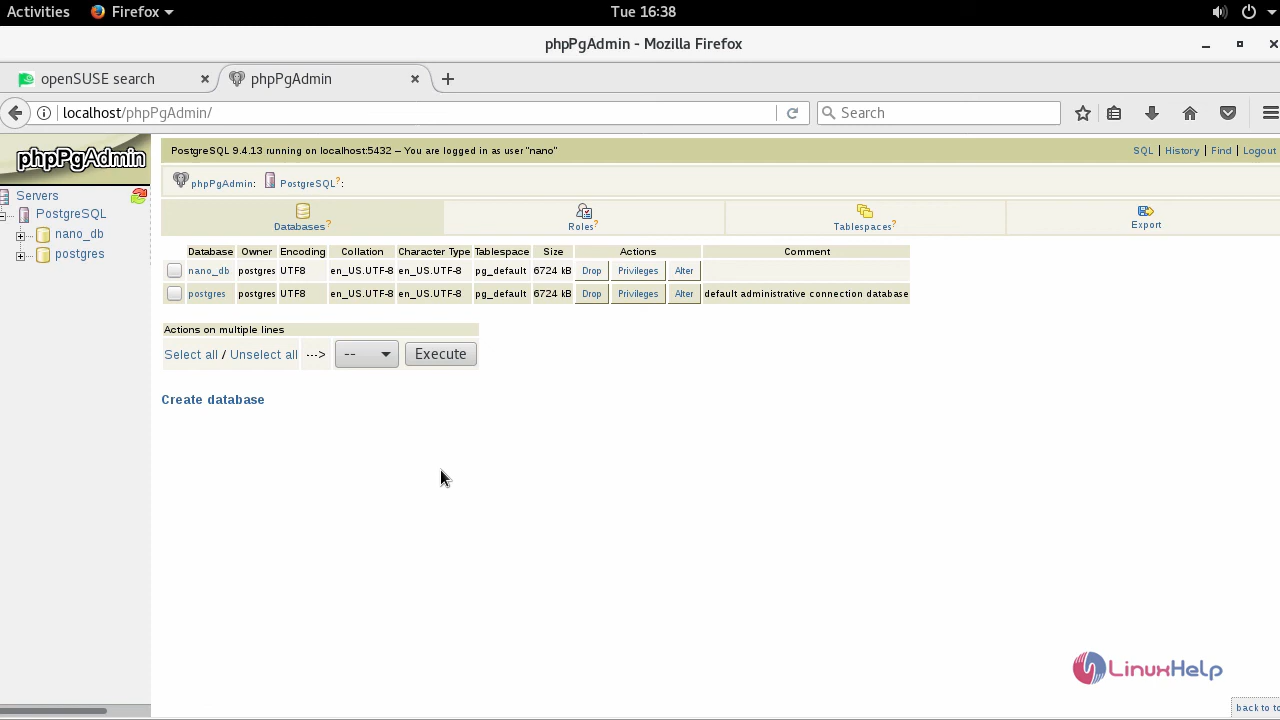 Activities Firefox Tue 16:38
phpPgAdmin - Mozilla Firefox
openSUSE search phpPgAdmin
localhost/phpPgAdmin/ Search
phpPgAdmin
PostgreSQL 9.4.13 running on localhost:5432 – You are logged in as user "nano" SQL | History | Find | Logout
phpPgAdmin: PostgreSQL?:
Servers
PostgreSQL
nano_db
postgres
Databases? Roles? Tablespaces? Export
Database Owner Encoding Collation Character Type Tablespace Size Actions Comment
nano_db postgres UTF8 en_US.UTF-8 en_US.UTF-8 pg_default 6724 kB Drop Privileges Alter
postgres postgres UTF8 en_US.UTF-8 en_US.UTF-8 pg_default 6724 kB Drop Privileges Alter default administrative connection database
Actions on multiple lines
Select all / Unselect all ---> -- Execute
Create database
LinuxHelp
back to to